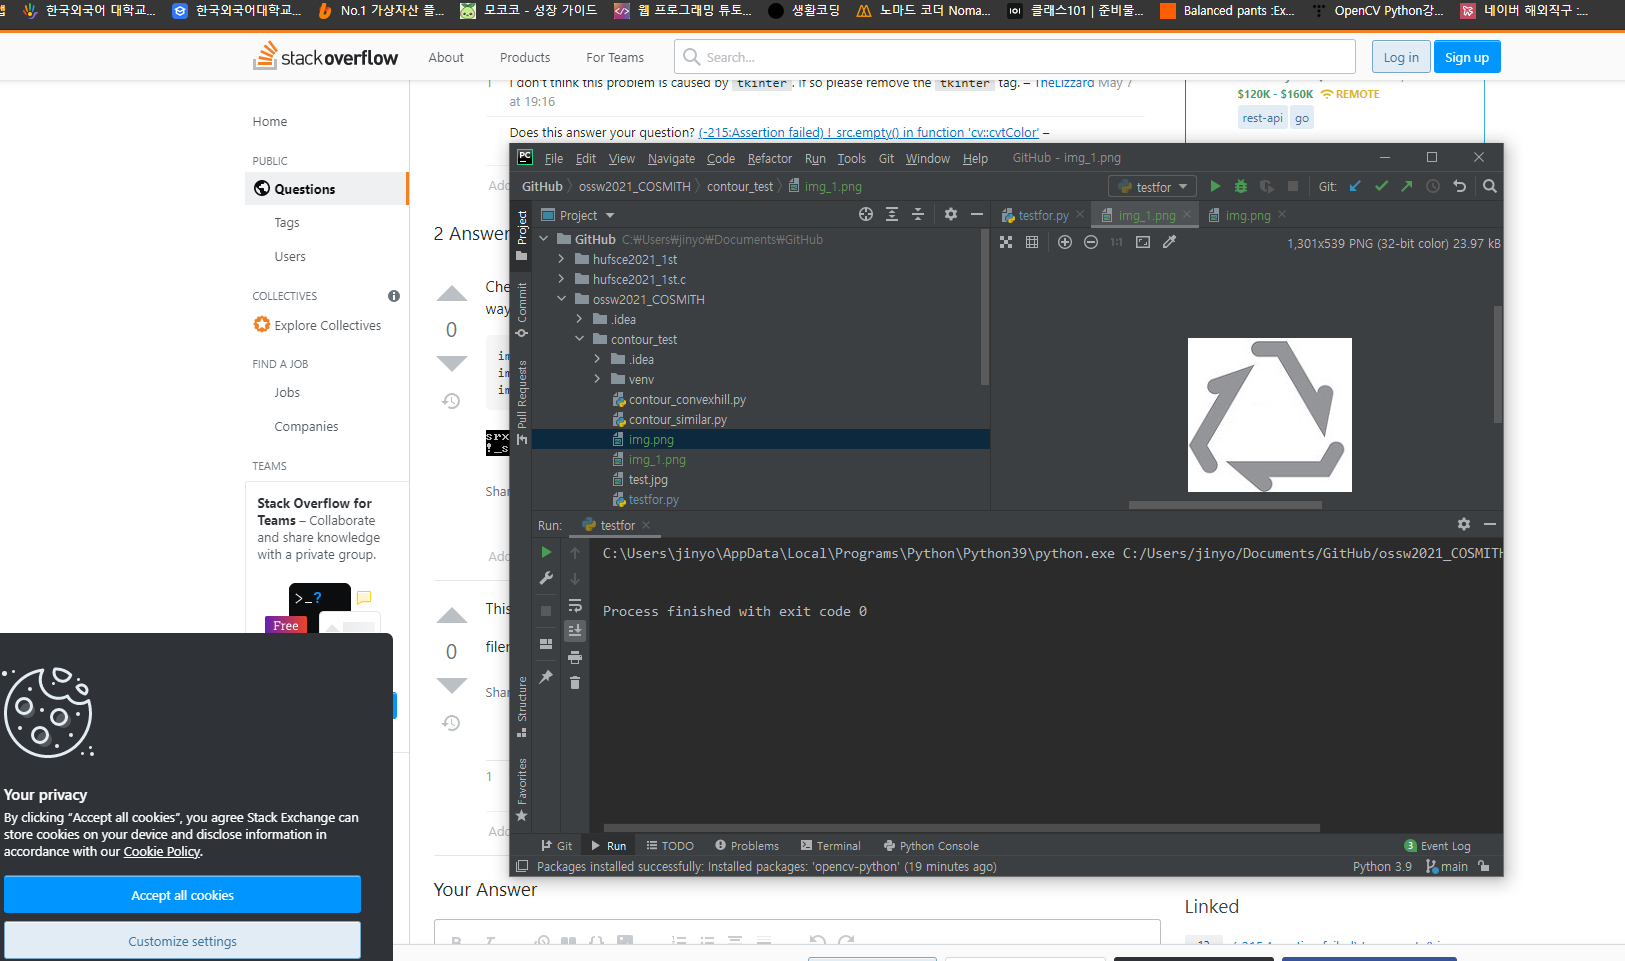 한국외국어 대학교...
한국외국어대학교...
No.1 가상자산 플...
모코코 - 성장 가이드
웹 프로그래밍 튜토...
생활코딩
노마드 코더 Noma...
클래스101 | 준비물...
Balanced pants :Ex...
OpenCV Python강...
네이버 해외직구 :...
stackoverflow
About
Products
For Teams
Search...
Log in
Sign up
I don't think this problem is caused by tkinter. If so please remove the tkinter tag. – TheLizzard May 7
at 19:16
Does this answer your question? (-215:Assertion failed) ! src.empty() in function 'cv::cvtColor' –
$120K - $160K REMOTE
rest-api go
Home
PUBLIC
Questions
Tags
Users
COLLECTIVES
Explore Collectives
FIND A JOB
Jobs
Companies
TEAMS
Stack Overflow for
Teams – Collaborate
and share knowledge
with a private group.
>_?
Free
2 Answer
Che
way
0
im
im
im
srx
!_s
Shar
Add
This
filer
0
Shar
1
Add
Your Answer
Linked
PC File Edit View Navigate Code Refactor Run Tools Git Window Help GitHub - img_1.png
GitHub ossw2021_COSMITH contour_test img_1.png
testfor
Git:
Project
Project
Commit
Pull Requests
Structure
Favorites
testfor.py
img_1.png
img.png
GitHub C:₩Users₩jinyo₩Documents₩GitHub
hufsce2021_1st
hufsce2021_1st.c
ossw2021_COSMITH
.idea
contour_test
.idea
venv
contour_convexhill.py
contour_similar.py
img.png
img_1.png
test.jpg
testfor.py
1:1
1,301x539 PNG (32-bit color) 23.97 kB
Run: testfor
C:\Users\jinyo\AppData\Local\Programs\Python\Python39\python.exe C:/Users/jinyo/Documents/GitHub/ossw2021_COSMITH
Process finished with exit code 0
Git Run TODO Problems Terminal Python Console
3 Event Log
Packages installed successfully: Installed packages: 'opencv-python' (19 minutes ago)
Python 3.9 main
Your privacy
By clicking "Accept all cookies", you agree Stack Exchange can
store cookies on your device and disclose information in
accordance with our Cookie Policy.
Accept all cookies
Customize settings